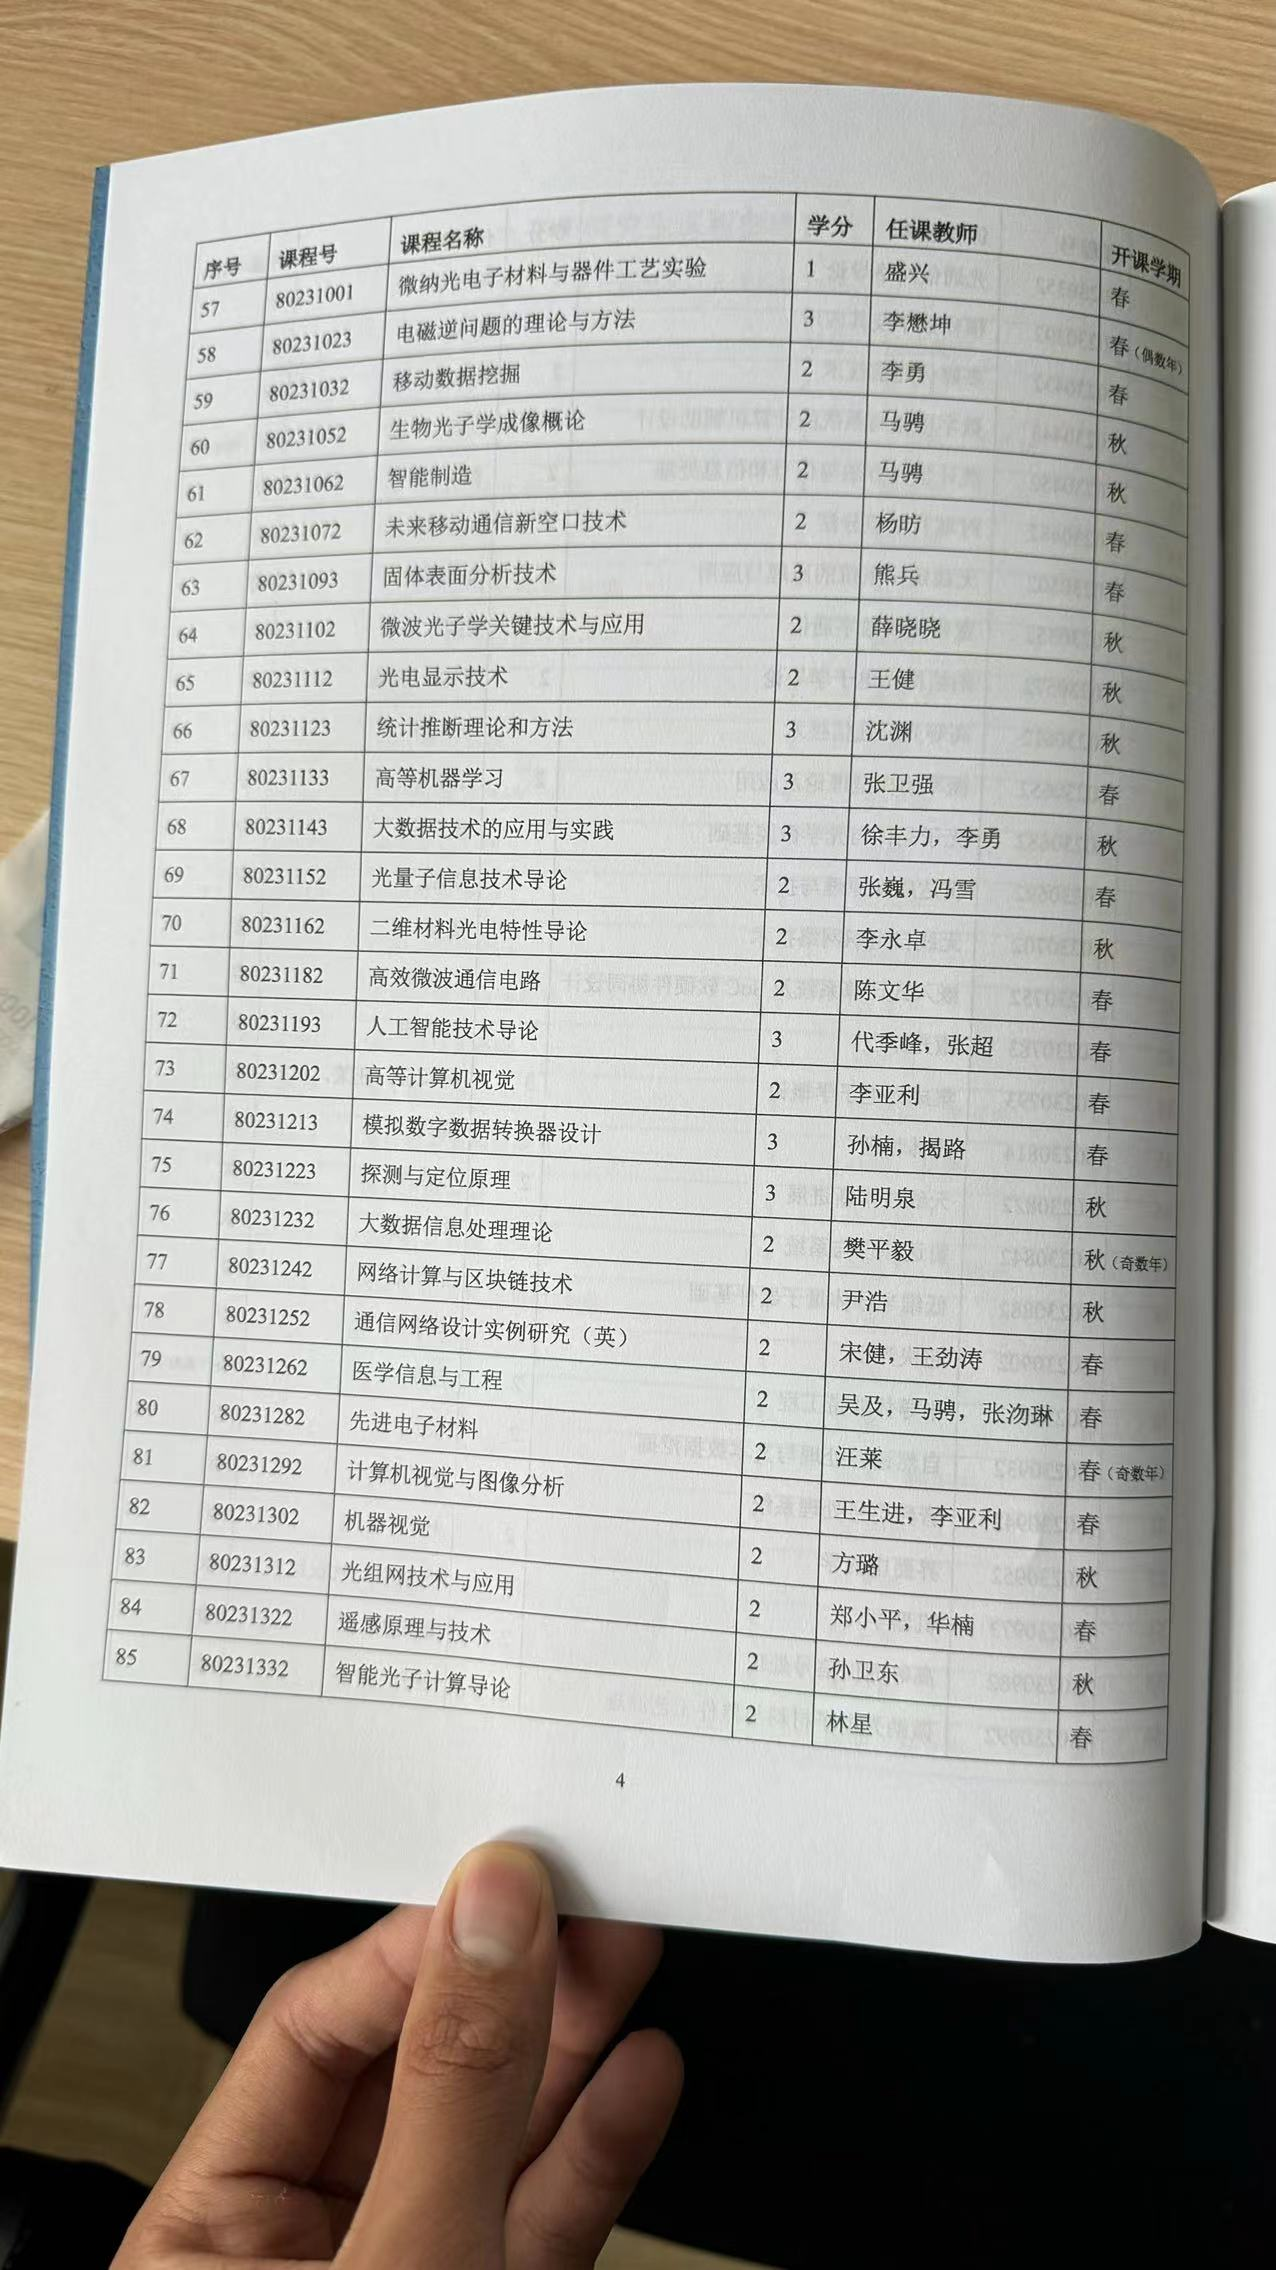 序号 课程号 课程名称 学分 任课教师 开课学期
57 80231001 微纳光电子材料与器件工艺实验 1 盛兴 春
58 80231023 电磁逆问题的理论与方法 3 李懋坤 春（偶数年）
59 80231032 移动数据挖掘 2 李勇 春
60 80231052 生物光子学成像概论 2 马骋 秋
61 80231062 智能制造 2 马骋 秋
62 80231072 未来移动通信新空口技术 2 杨昉 春
63 80231093 固体表面分析技术 3 熊兵 春
64 80231102 微波光子学关键技术与应用 2 薛晓晓 秋
65 80231112 光电显示技术 2 王健 秋
66 80231123 统计推断理论和方法 3 沈渊 秋
67 80231133 高等机器学习 3 张卫强 春
68 80231143 大数据技术的应用与实践 3 徐丰力，李勇 秋
69 80231152 光量子信息技术导论 2 张巍，冯雪 春
70 80231162 二维材料光电特性导论 2 李永卓 秋
71 80231182 高效微波通信电路 2 陈文华 春
72 80231193 人工智能技术导论 3 代季峰，张超 春
73 80231202 高等计算机视觉 2 李亚利 春
74 80231213 模拟数字数据转换器设计 3 孙楠，揭路 春
75 80231223 探测与定位原理 3 陆明泉 秋
76 80231232 大数据信息处理理论 2 樊平毅 秋（奇数年）
77 80231242 网络计算与区块链技术 2 尹浩 秋
78 80231252 通信网络设计实例研究（英） 2 宋健，王劲涛 春
79 80231262 医学信息与工程 2 吴及，马骋，张沕琳 春
80 80231282 先进电子材料 2 汪莱 春（奇数年）
81 80231292 计算机视觉与图像分析 2 王生进，李亚利 春
82 80231302 机器视觉 2 方璐 秋
83 80231312 光组网技术与应用 2 郑小平，华楠 春
84 80231322 遥感原理与技术 2 孙卫东 秋
85 80231332 智能光子计算导论 2 林星 春
4